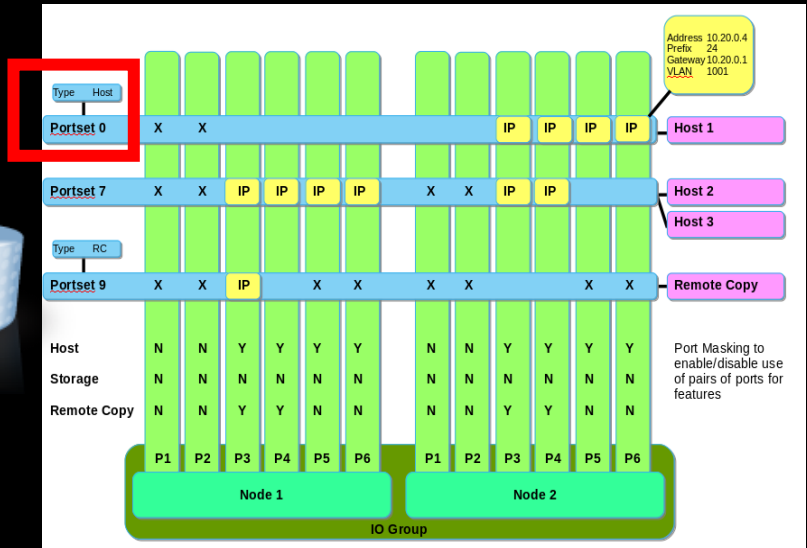 Address 10.20.0.4
Prefix 24
Gateway 10.20.0.1
VLAN 1001
Type Host
Portset 0 X X IP IP IP IP Host 1
Portset 7 X X IP IP IP IP X X IP IP Host 2
Host 3
Type RC
Portset 9 X X IP X X X X X X Remote Copy
Host N N Y Y Y Y N N Y Y Y Y
Storage N N N N N N N N N N N N
Remote Copy N N Y Y N N N N Y Y N N
Port Masking to
enable/disable use
of pairs of ports for
features
P1 P2 P3 P4 P5 P6 P1 P2 P3 P4 P5 P6
Node 1 Node 2
IO Group